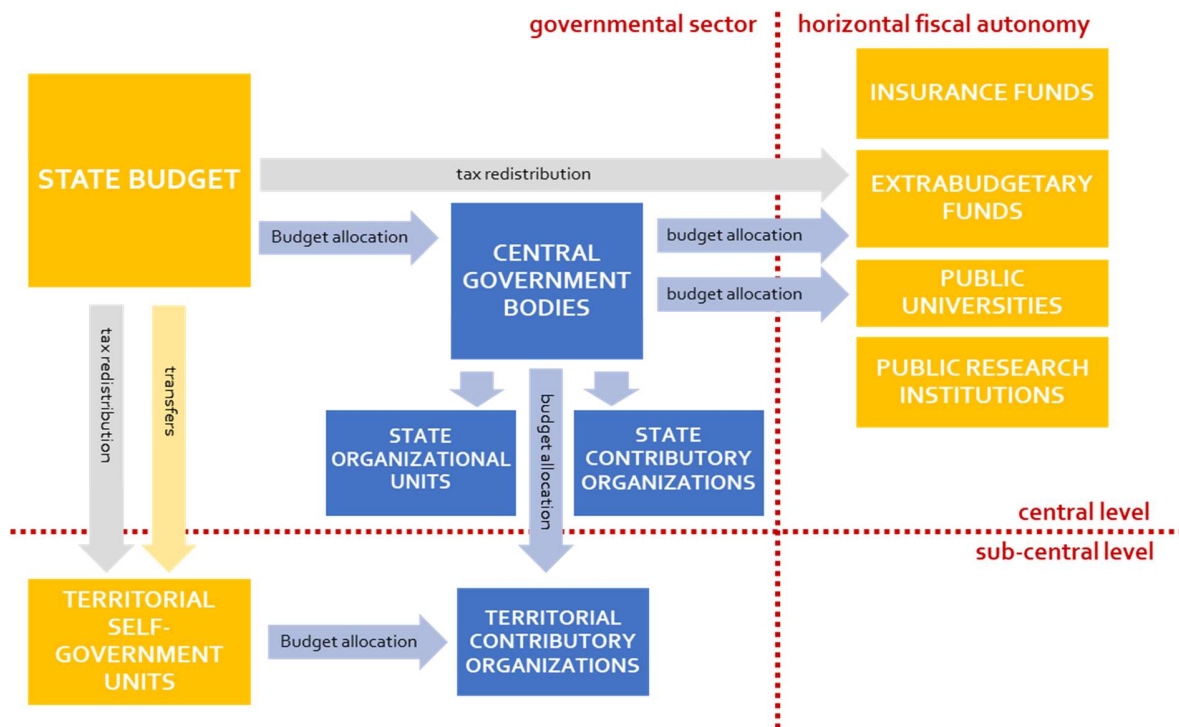 governmental sector
horizontal fiscal autonomy
INSURANCE FUNDS
STATE BUDGET
tax redistribution
EXTRABUDGETARY
FUNDS
Budget allocation
CENTRAL
GOVERNMENT
BODIES
budget allocation
budget allocation
PUBLIC
UNIVERSITIES
PUBLIC RESEARCH
INSTITUTIONS
tax redistribution
transfers
STATE
ORGANIZATIONAL
UNITS
budget allocation
STATE
CONTRIBUTORY
ORGANIZATIONS
central level
sub-central level
TERRITORIAL
SELF-
GOVERNMENT
UNITS
Budget allocation
TERRITORIAL
CONTRIBUTORY
ORGANIZATIONS